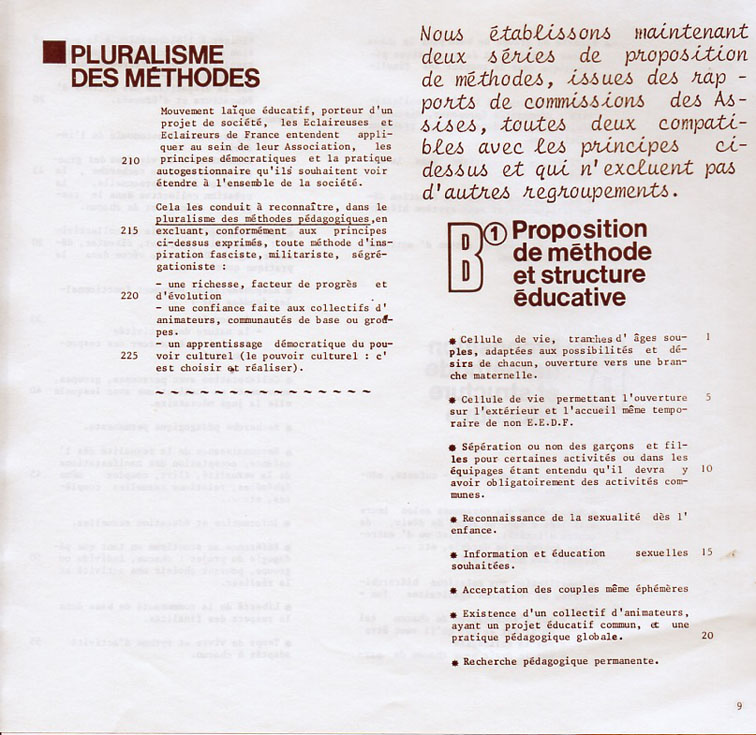 PLURALISME
DES MÉTHODES
Mouvement laïque éducatif, porteur d'un
projet de société, les Eclaireuses et
Eclaireurs de France entendent appli-
quer au sein de leur Association, les
210 principes démocratiques et la pratique
autogestionnaire qu'ils souhaitent voir
étendre à l'ensemble de la société.
Cela les conduit à reconnaître, dans le
pluralisme des méthodes pédagogiques,en
215 excluant, conformément aux principes
ci-dessus exprimés, toute méthode d'ins-
piration fasciste, militariste, ségré-
gationiste :
- une richesse, facteur de progrès et
220 d'évolution
- une confiance faite aux collectifs d'
animateurs, communautés de base ou grou-
pes.
- un apprentissage démocratique du pou-
225 voir culturel (le pouvoir culturel : c'
est choisir et réaliser).
~ ~ ~ ~ ~ ~ ~ ~ ~ ~ ~ ~ ~ ~ ~
Nous établissons maintenant
deux séries de proposition
de méthodes, issues des rap -
ports de commissions des As-
sises, toutes deux compati-
bles avec les principes ci-
dessus et qui n'excluent pas
d'autres regroupements.
B① Proposition
de méthode
et structure
éducative
* Cellule de vie, tranches d' âges sou- 1
ples, adaptées aux possibilités et dé-
sirs de chacun, ouverture vers une bran-
che maternelle.
* Cellule de vie permettant l'ouverture 5
sur l'extérieur et l'accueil même tempo-
raire de non E.E.D.F.
* Sépération ou non des garçons et fil-
les pour certaines activités ou dans les
équipages étant entendu qu'il devra y 10
avoir obligatoirement des activités com-
munes.
* Reconnaissance de la sexualité dès l'
enfance.
* Information et éducation sexuelles 15
souhaitées.
* Acceptation des couples même éphémères
* Existence d'un collectif d'animateurs,
ayant un projet éducatif commun, et une
pratique pédagogique globale. 20
* Recherche pédagogique permanente.
9